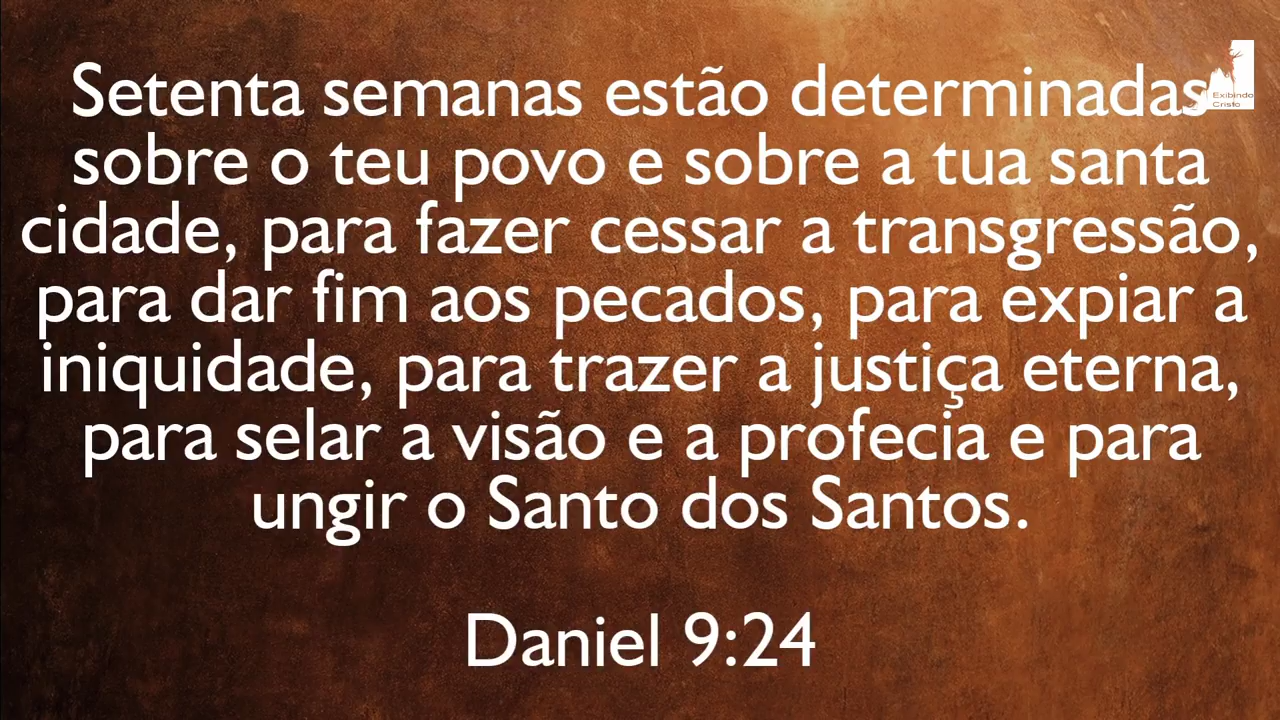 Setenta semanas estão determinadas
sobre o teu povo e sobre a tua santa
cidade, para fazer cessar a transgressão,
para dar fim aos pecados, para expiar a
iniquidade, para trazer a justiça eterna,
para selar a visão e a profecia e para
ungir o Santo dos Santos.
Daniel 9:24
Exibindo
Cristo